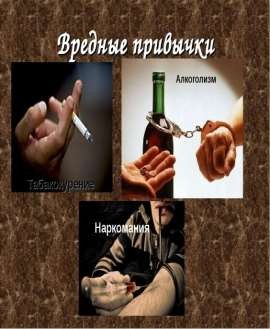 Вредные привычки
Алкоголизм
Табакокурение
Наркомания